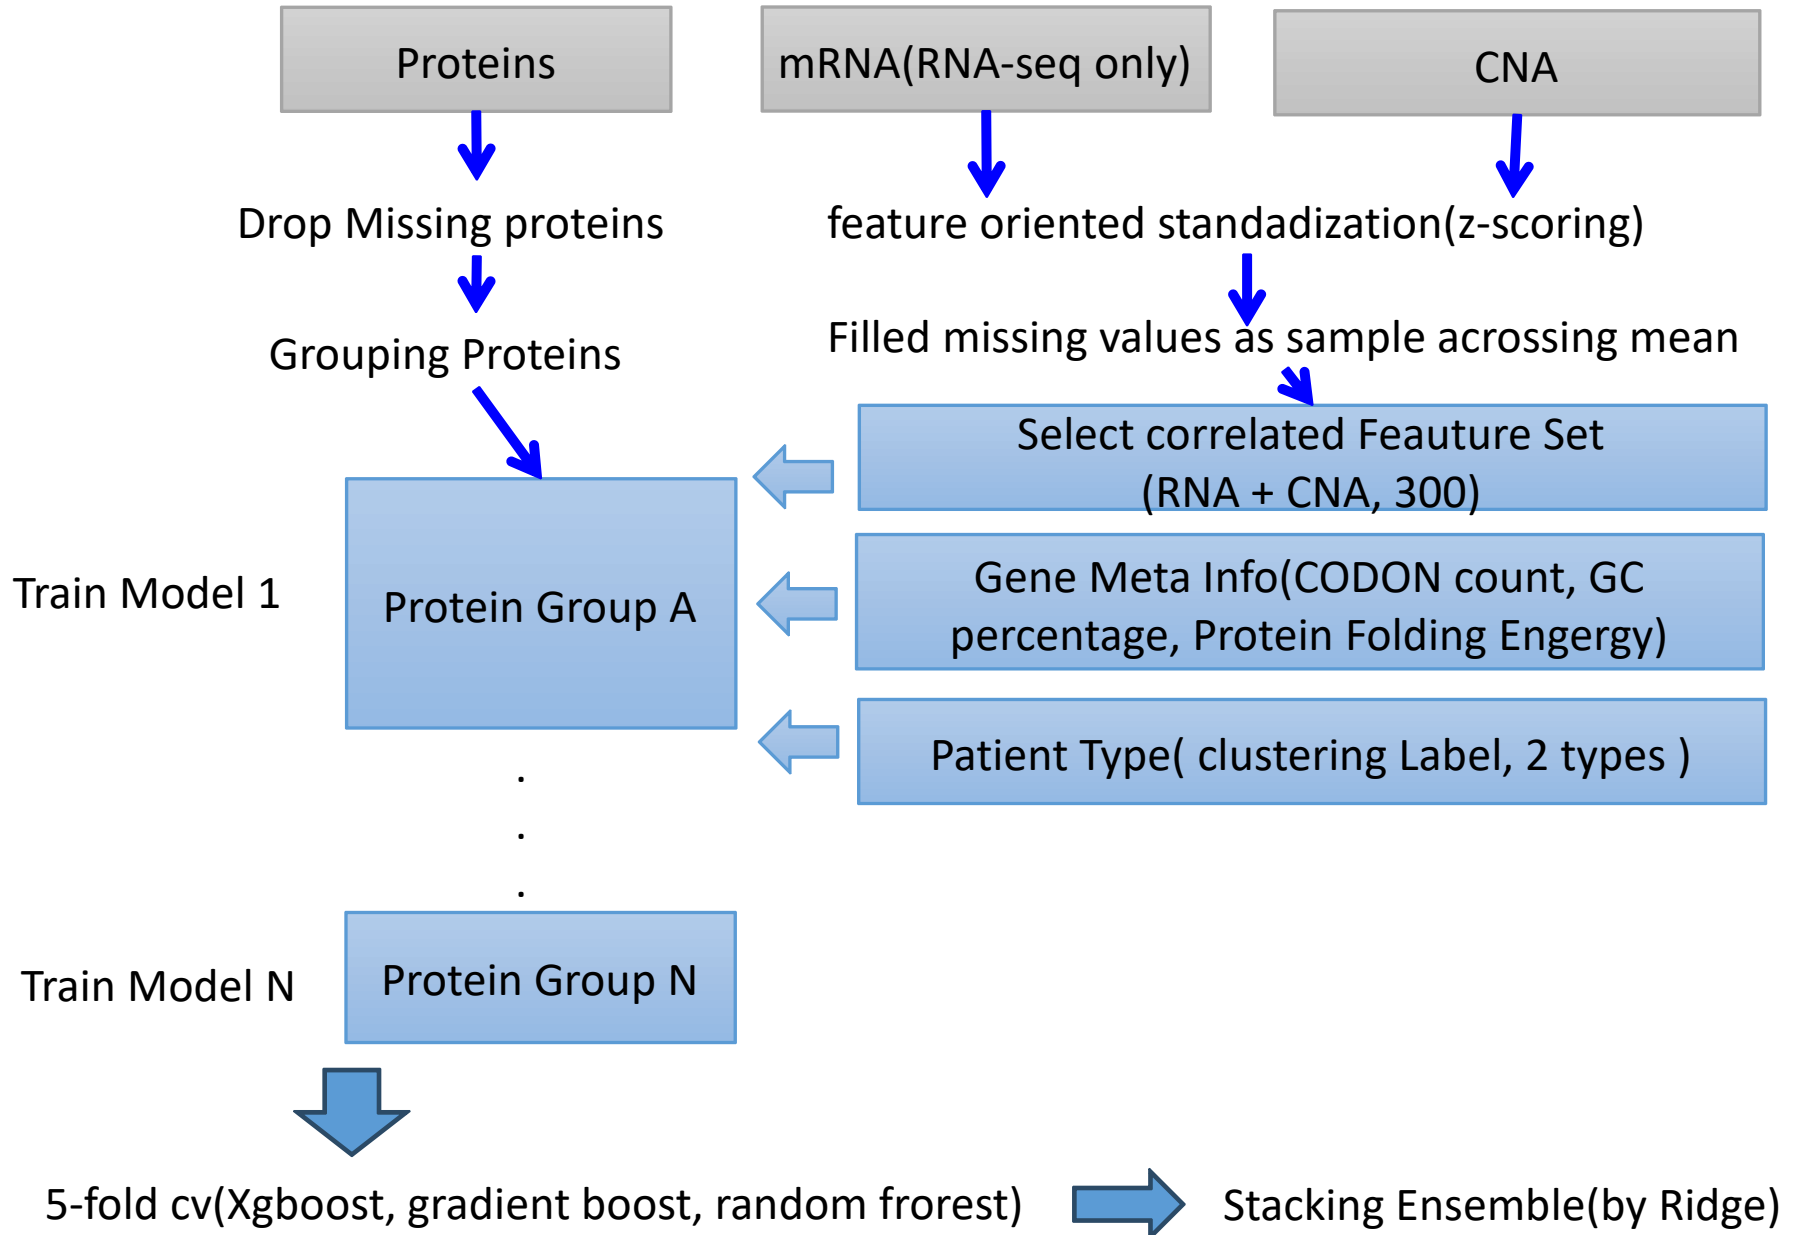 Proteins
mRNA(RNA-seq only)
CNA
Drop Missing proteins
feature oriented standadization(z-scoring)
Grouping Proteins
Filled missing values as sample acrossing mean
Select correlated Feauture Set
(RNA + CNA, 300)
Train Model 1
Protein Group A
Gene Meta Info(CODON count, GC
percentage, Protein Folding Engergy)
Patient Type( clustering Label, 2 types )
.
.
.
Train Model N
Protein Group N
5-fold cv(Xgboost, gradient boost, random frorest)
Stacking Ensemble(by Ridge)